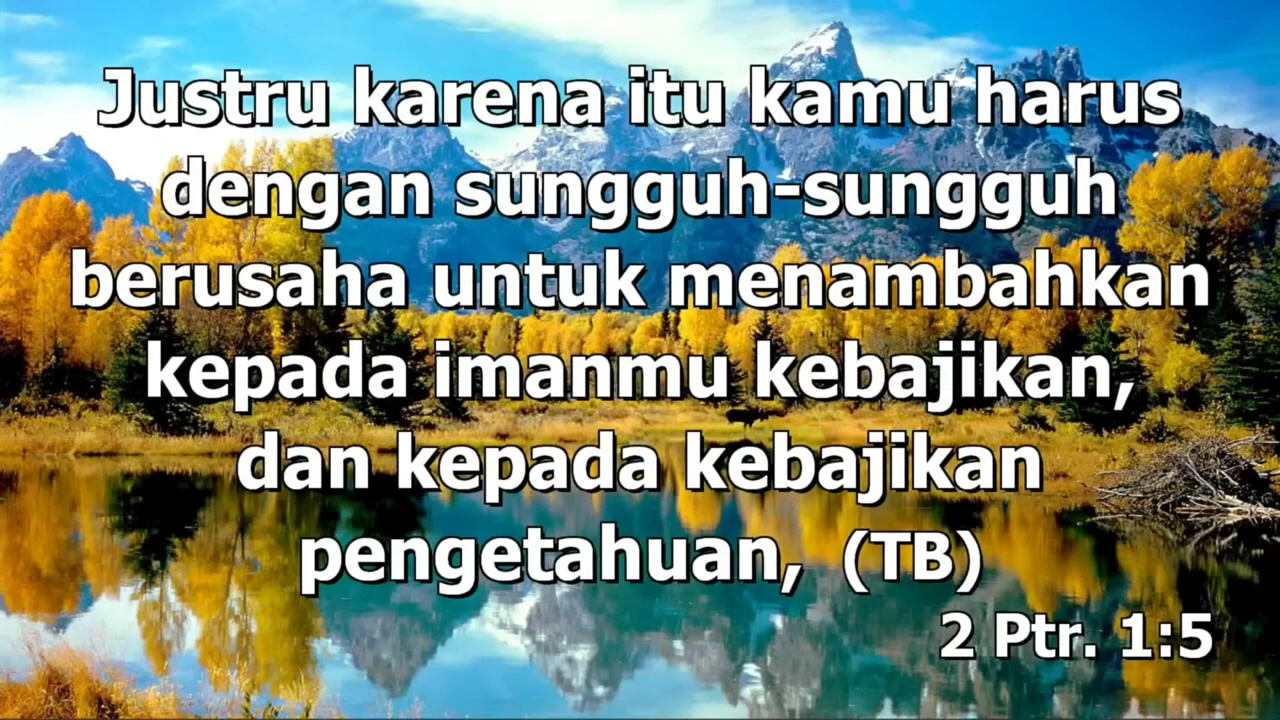 Justru karena itu kamu harus
dengan sungguh-sungguh
berusaha untuk menambahkan
kepada imanmu kebajikan,
dan kepada kebajikan
pengetahuan, (TB)
2 Ptr. 1:5